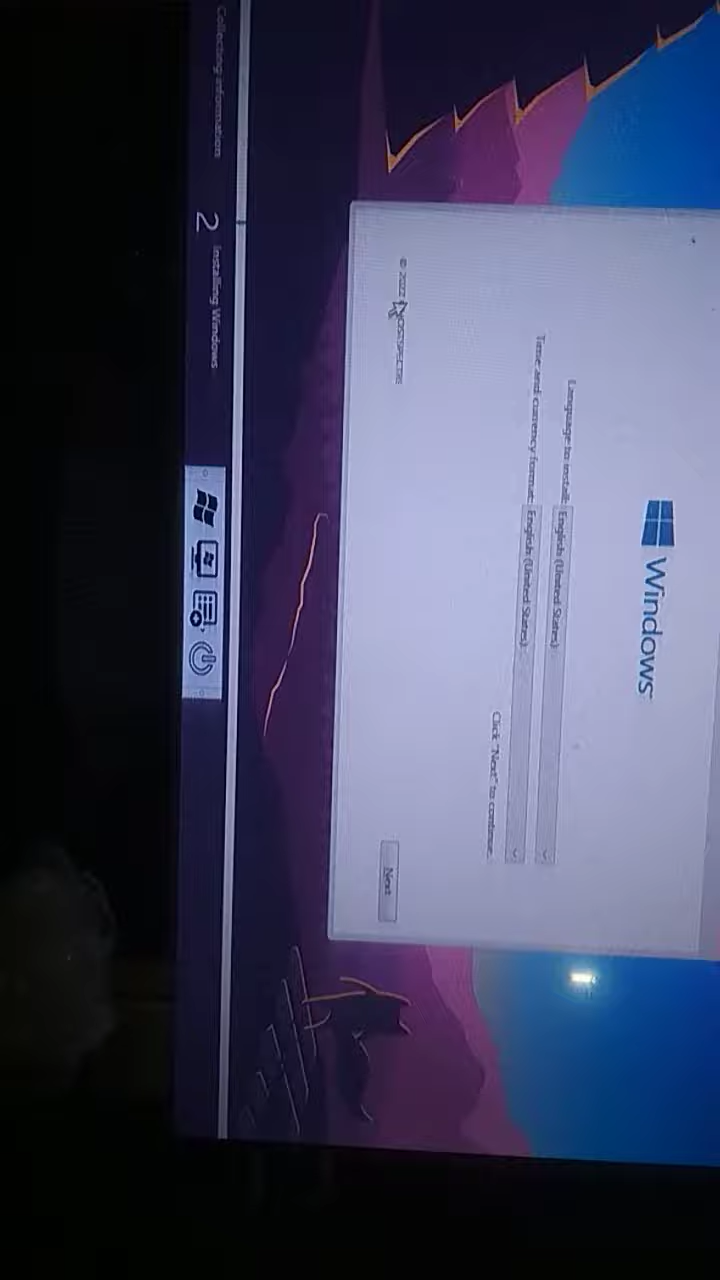 Windows
Language to install: English (United States)
Time and currency format: English (United States)
Click "Next" to continue.
© 2022
Next
Collecting information
2 Installing Windows